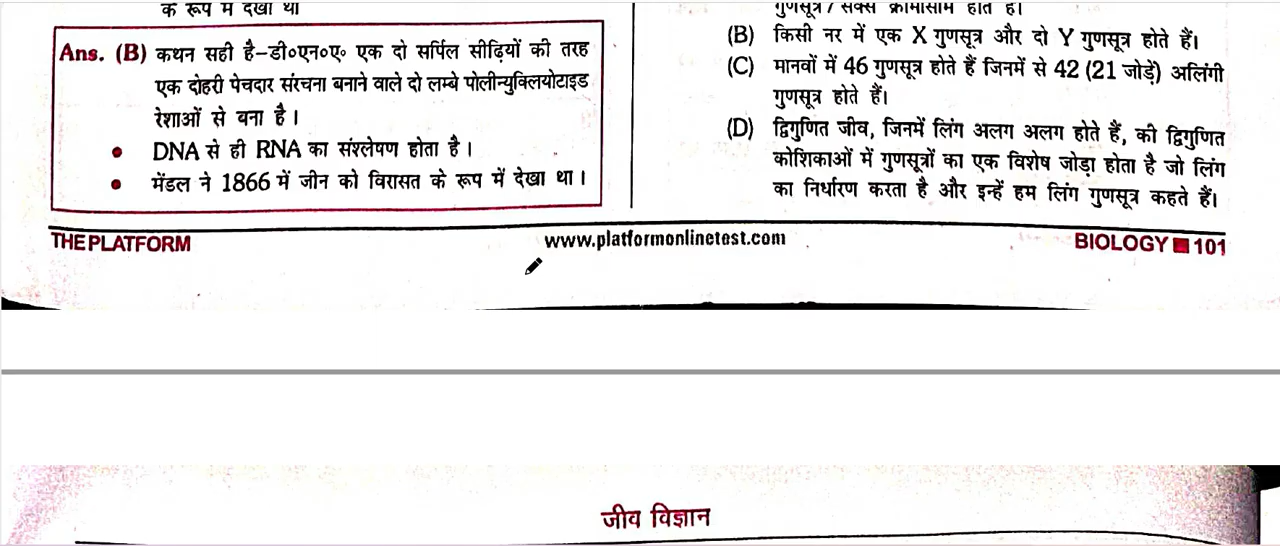 के रूप में देखा था
Ans. (B) कथन सही है–डी०एन०ए० एक दो सर्पिल सीढ़ियों की तरह
एक दोहरी पेचदार संरचना बनाने वाले दो लम्बे पोलीन्युक्लियोटाइड
रेशाओं से बना है।
• DNA से ही RNA का संश्लेषण होता है।
• मेंडल ने 1866 में जीन को विरासत के रूप में देखा था।
गुणसूत्र / सेक्स क्रोमोसोम होते हैं।
(B) किसी नर में एक X गुणसूत्र और दो Y गुणसूत्र होते हैं।
(C) मानवों में 46 गुणसूत्र होते हैं जिनमें से 42 (21 जोड़े) अलिंगी
गुणसूत्र होते हैं।
(D) द्विगुणित जीव, जिनमें लिंग अलग अलग होते हैं, की द्विगुणित
कोशिकाओं में गुणसूत्रों का एक विशेष जोड़ा होता है जो लिंग
का निर्धारण करता है और इन्हें हम लिंग गुणसूत्र कहते हैं।
THE PLATFORM
www.platformonlinetest.com
BIOLOGY 101
जीव विज्ञान